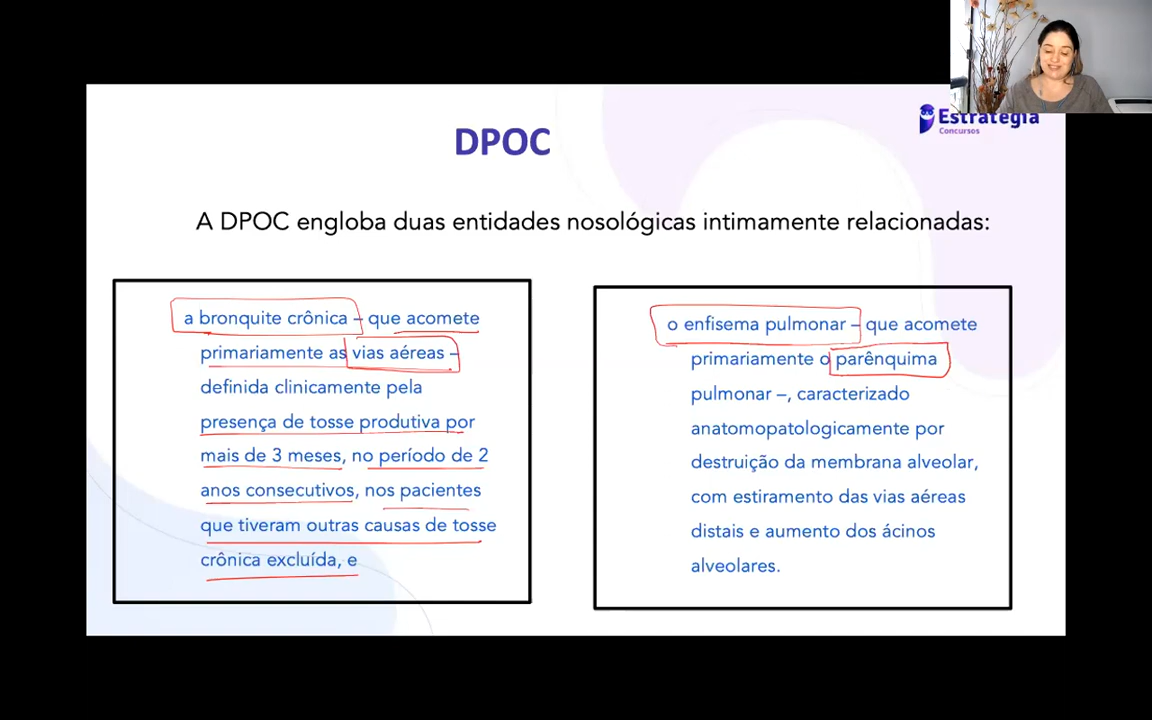 Estratégia
Concursos
DPOC
A DPOC engloba duas entidades nosológicas intimamente relacionadas:
a bronquite crônica – que acomete
primariamente as vias aéreas –
definida clinicamente pela
presença de tosse produtiva por
mais de 3 meses, no período de 2
anos consecutivos, nos pacientes
que tiveram outras causas de tosse
crônica excluída, e
o enfisema pulmonar – que acomete
primariamente o parênquima
pulmonar –, caracterizado
anatomopatologicamente por
destruição da membrana alveolar,
com estiramento das vias aéreas
distais e aumento dos ácinos
alveolares.